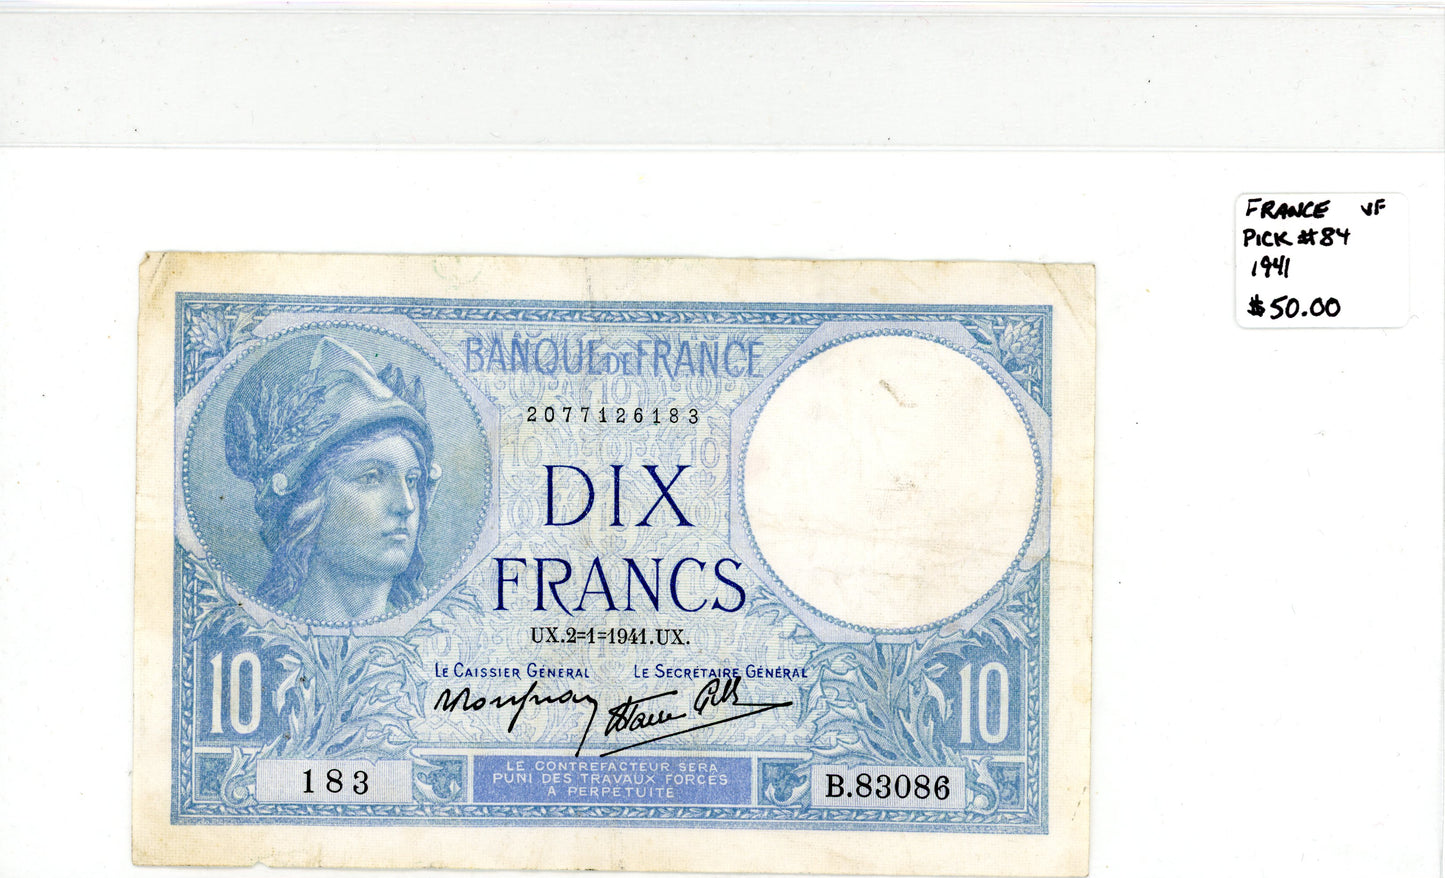 FRANCE VF
PICK #84
1941
$50.00
BANQUE DE FRANCE
2077126183
DIX
FRANCS
UX.2=1=1941.UX.
LE CAISSIER GÉNÉRAL LE SECRÉTAIRE GÉNÉRAL
10 10
LE CONTREFACTEUR SERA
PUNI DES TRAVAUX FORCÉS
A PERPÉTUITÉ
183 B.83086